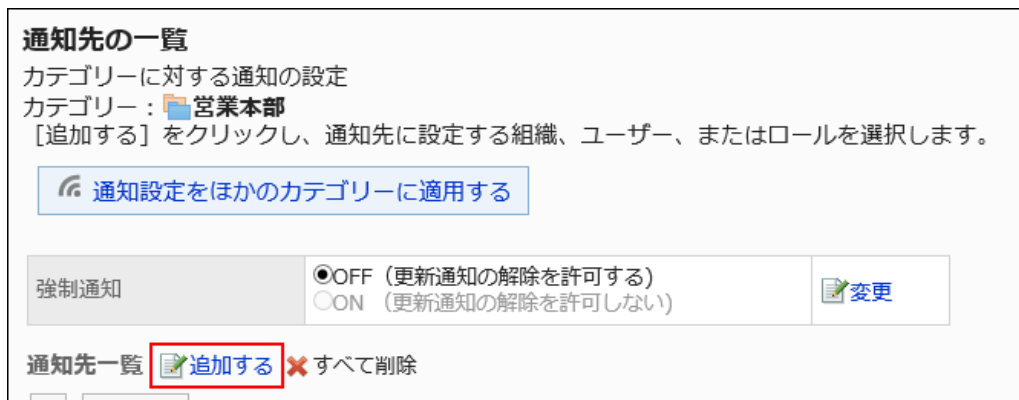 通知先の一覧
カテゴリーに対する通知の設定
カテゴリー：営業本部
［追加する］をクリックし、通知先に設定する組織、ユーザー、またはロールを選択します。
通知設定をほかのカテゴリーに適用する
強制通知
OFF（更新通知の解除を許可する）
ON （更新通知の解除を許可しない）
変更
通知先一覧 追加する すべて削除